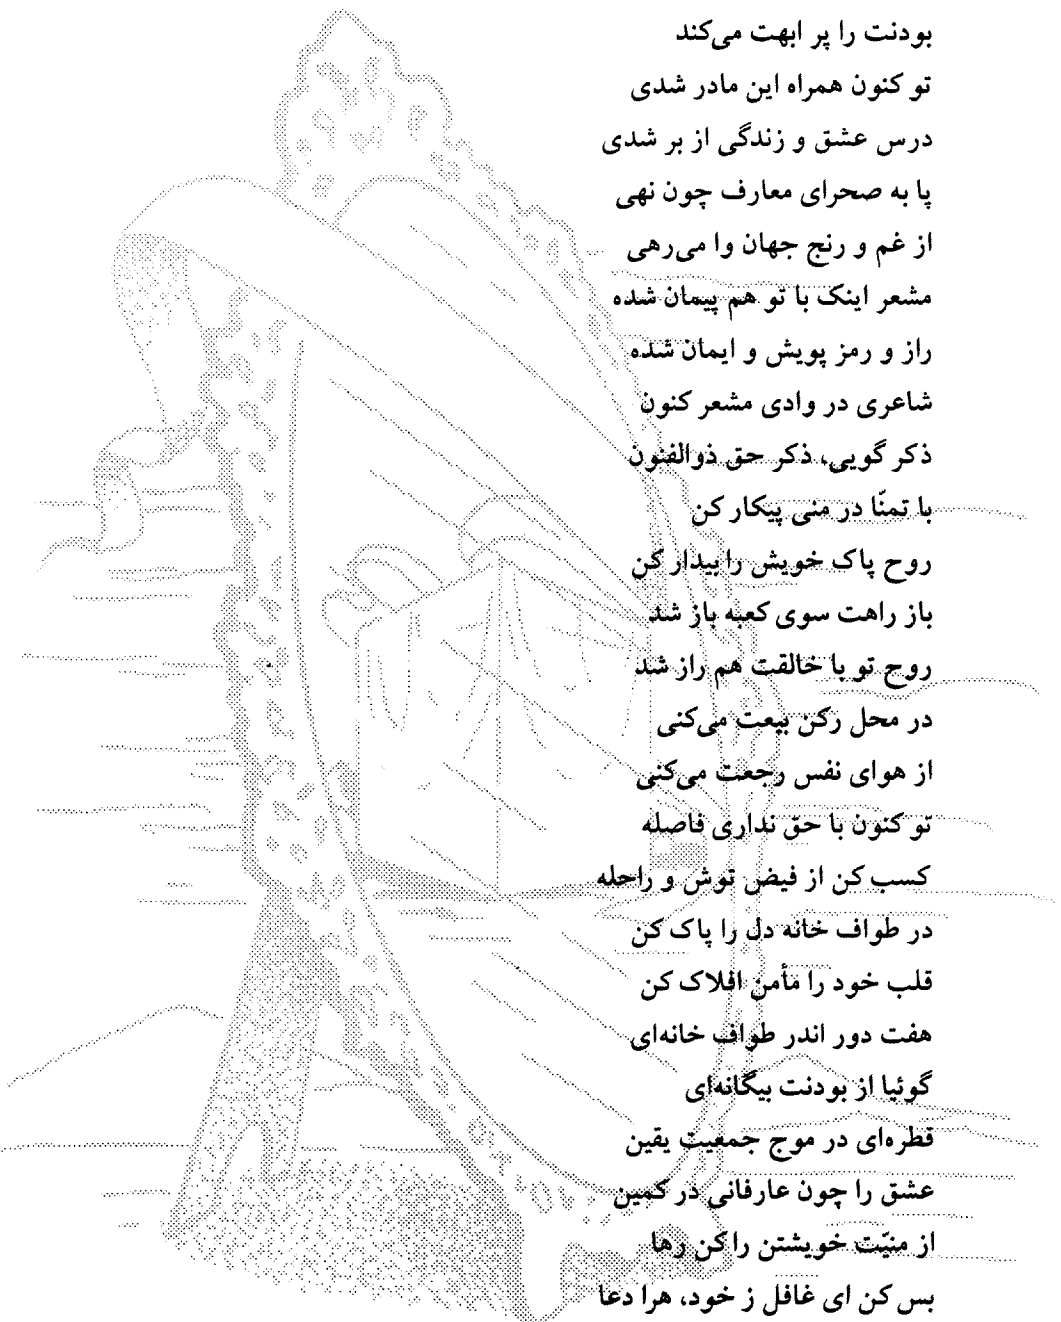 بودنت را پر ابهت می‌کند
تو کنون همراه این مادر شدی
درس عشق و زندگی از بر شدی
پا به صحرای معارف چون نهی
از غم و رنج جهان وا می‌رهی
مشعر اینک با تو هم پیمان شده
راز و رمز پویش و ایمان شده
شاعری در وادی مشعر کنون
ذکر گویی، ذکر حق ذوالفنون
با تمنّا در منی پیکار کن
روح پاک خویش را بیدار کن
باز راهت سوی کعبه باز شد
روح تو با خالقت هم راز شد
در محل رکن بیعت می‌کنی
از هوای نفس رجعت می‌کنی
تو کنون با حق نداری فاصله
کسب کن از فیض توش و راحله
در طواف خانه دل را پاک کن
قلب خود را مأمن افلاک کن
هفت دور اندر طواف خانه‌ای
گوئیا از بودنت بیگانه‌ای
قطره‌ای در موج جمعیت یقین
عشق را چون عارفانی در کمین
از منیّت خویشتن را کن رها
بس کن ای غافل ز خود، هرا دعا